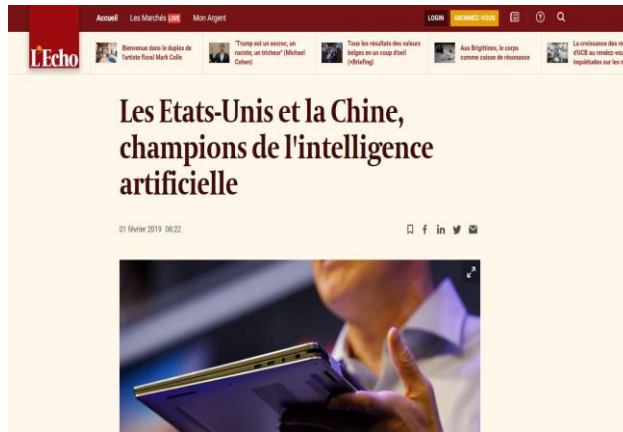 Accueil Les Marchés LIVE Mon Argent LOGIN ABONNEZ-VOUS
L'Echo
Bienvenue dans le duplex de
l'artiste floral Mark Colle
"Trump est un escroc, un
raciste, un tricheur" (Michael
Cohen)
Tous les résultats des valeurs
belges en un coup d'oeil
(+Briefing)
Aux Brigittines, le corps
comme caisse de résonance
La croissance des re
d'UCB au rendez-vou
inquiétudes sur les m
Les Etats-Unis et la Chine,
champions de l'intelligence
artificielle
01 février 2019 08:22